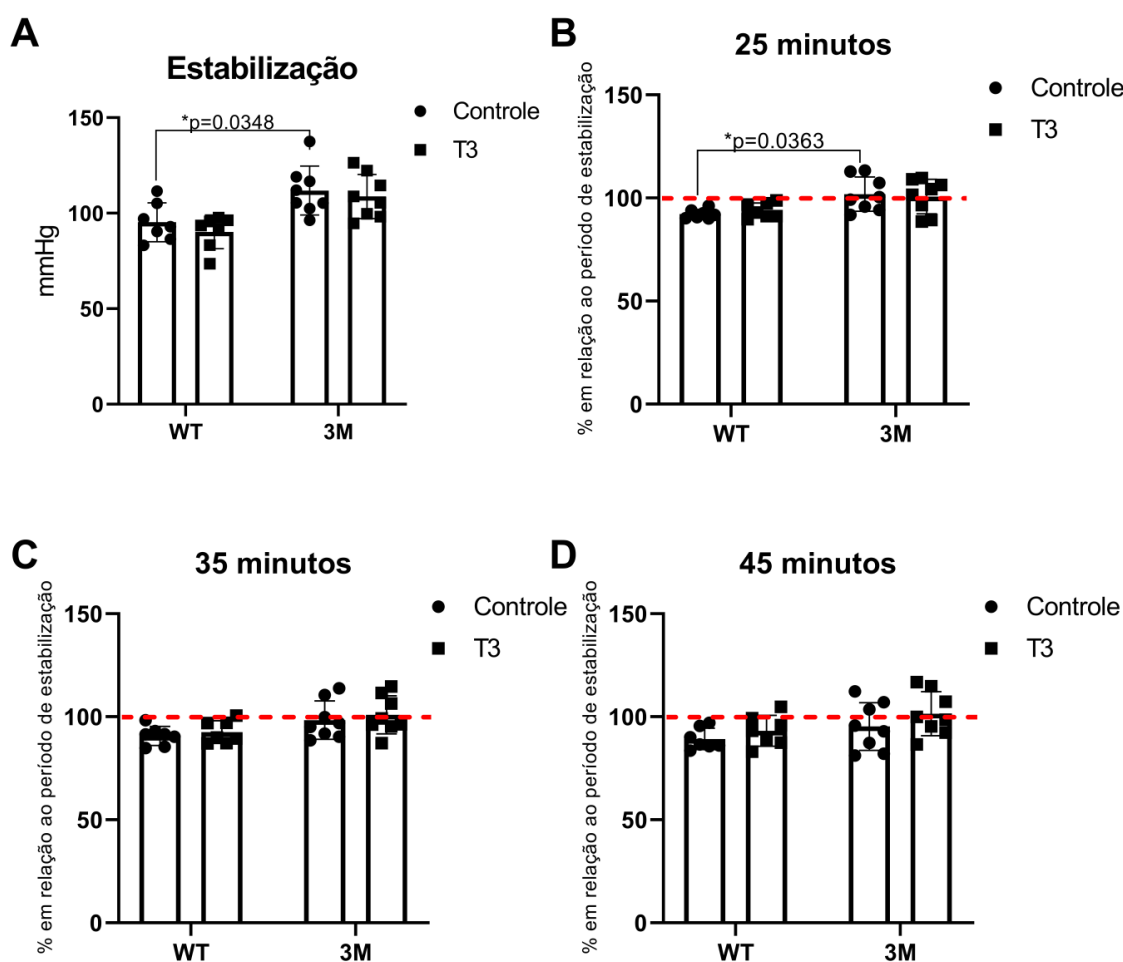 A
Estabilização
Controle
T3
*p=0.0348
mmHg
150
100
50
0
WT
3M
B
25 minutos
Controle
T3
*p=0.0363
% em relação ao período de estabilização
150
100
50
0
WT
3M
C
35 minutos
Controle
T3
% em relação ao período de estabilização
150
100
50
0
WT
3M
D
45 minutos
Controle
T3
% em relação ao período de estabilização
150
100
50
0
WT
3M